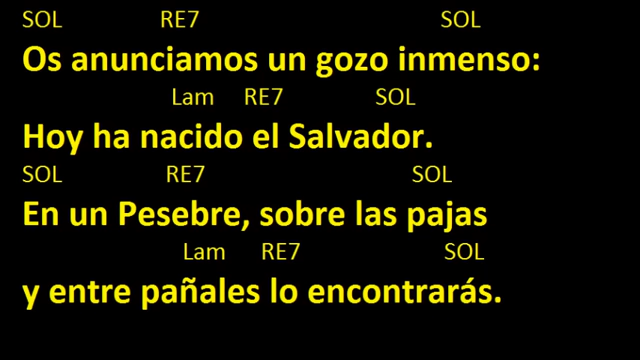 SOL RE7 SOL
Os anunciamos un gozo inmenso:
Lam RE7 SOL
Hoy ha nacido el Salvador.
SOL RE7 SOL
En un Pesebre, sobre las pajas
Lam RE7 SOL
y entre pañales lo encontrarás.